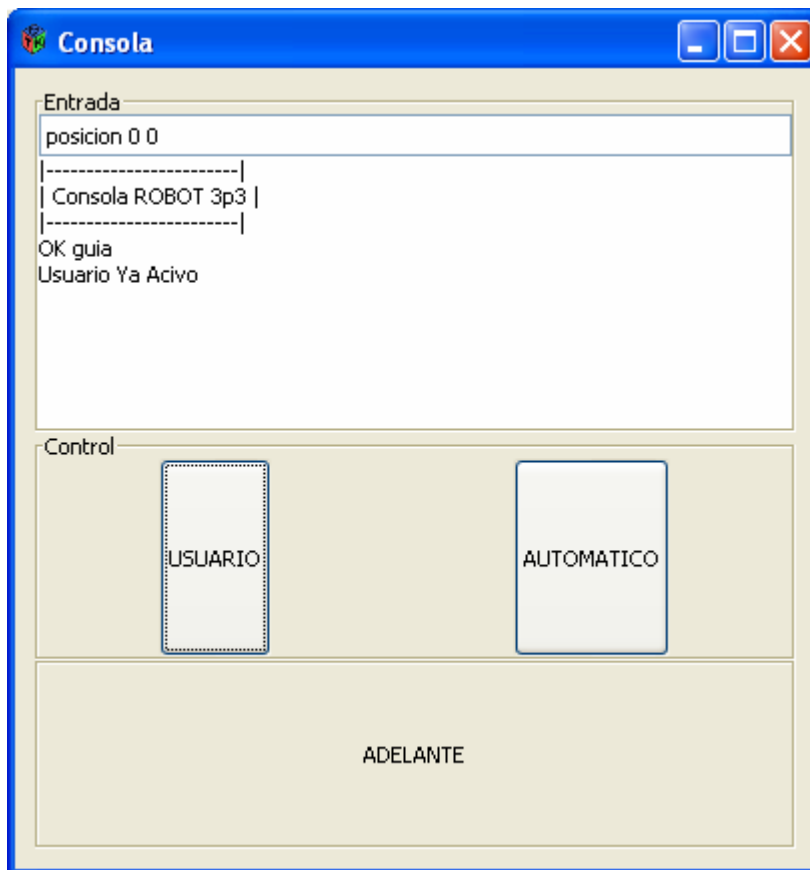 Consola
Entrada
posicion 0 0
|------------------------|
| Consola ROBOT 3p3 |
|------------------------|
OK guia
Usuario Ya Acivo
Control
USUARIO
AUTOMATICO
ADELANTE